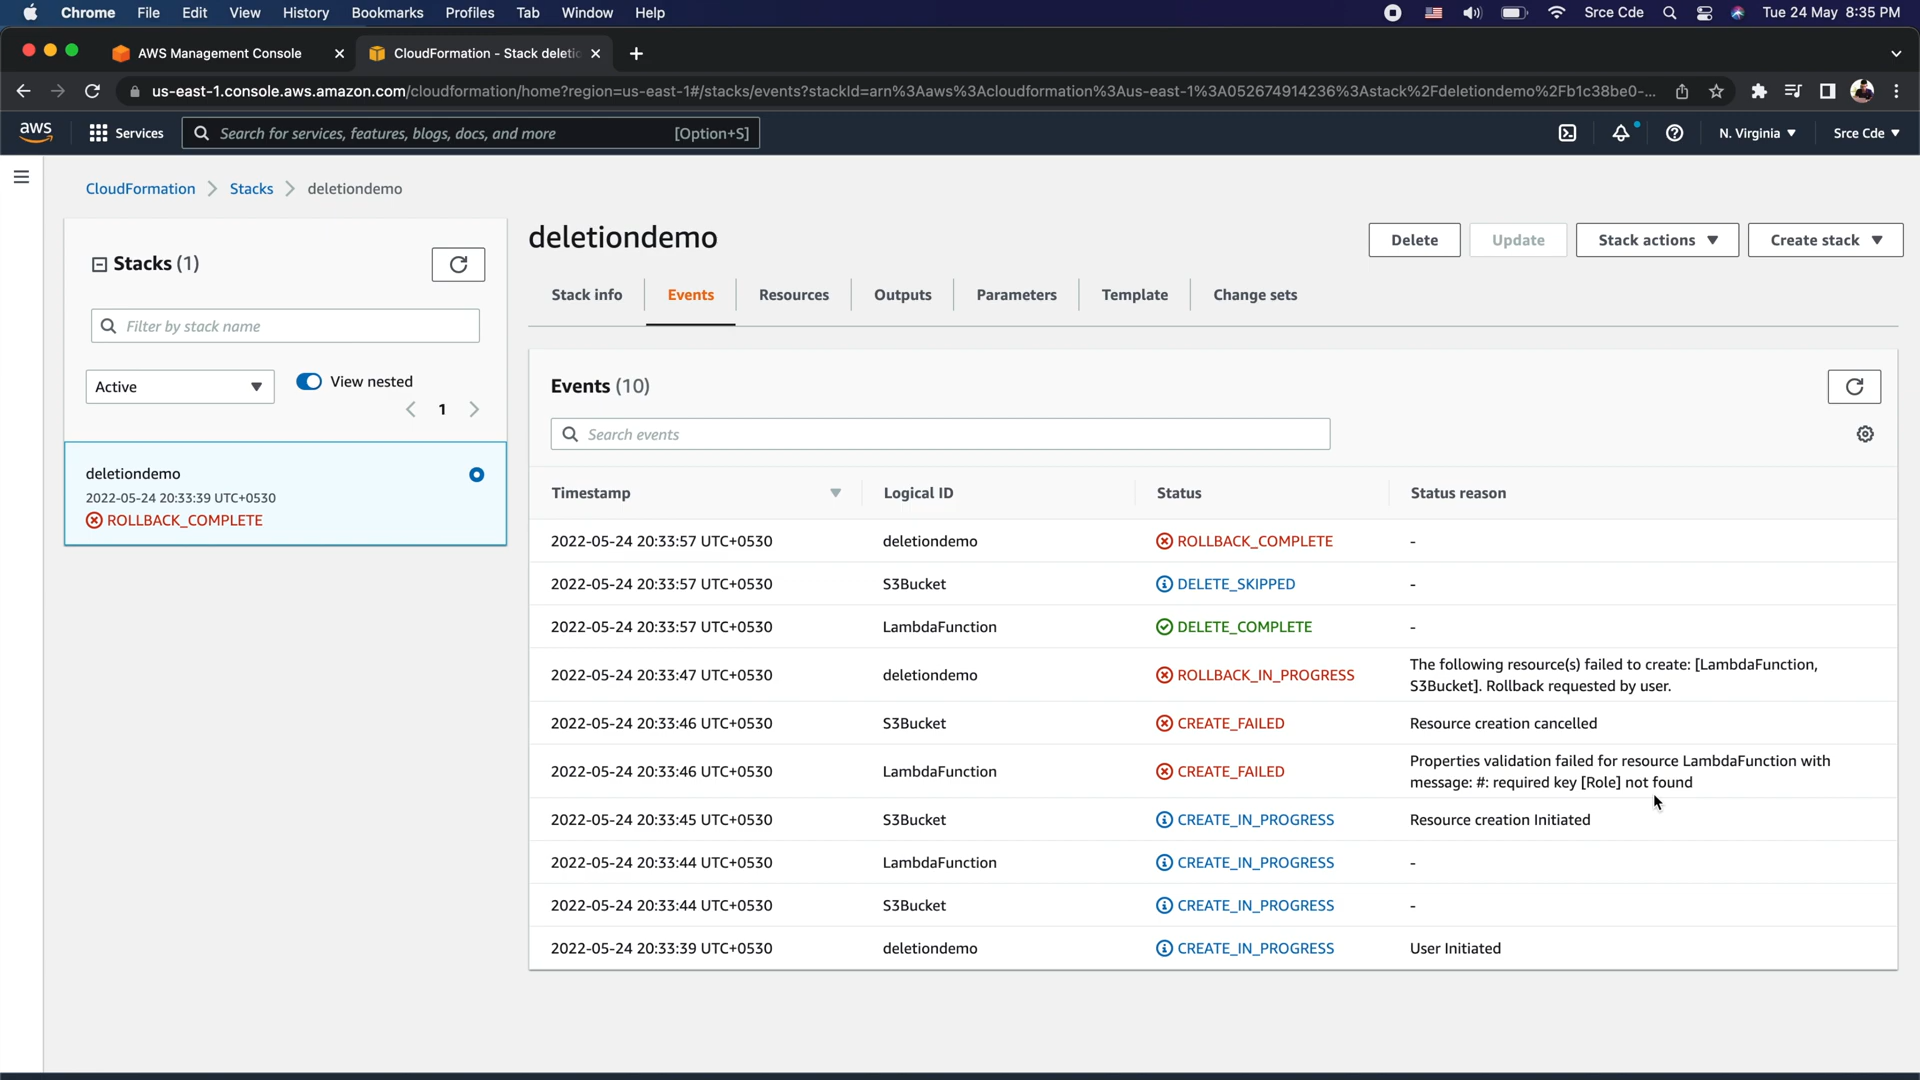 Chrome File Edit View History Bookmarks Profiles Tab Window Help Srce Cde Tue 24 May 8:35 PM
AWS Management Console CloudFormation - Stack deletio
us-east-1.console.aws.amazon.com/cloudformation/home?region=us-east-1#/stacks/events?stackId=arn%3Aaws%3Acloudformation%3Aus-east-1%3A052674914236%3Astack%2Fdeletiondemo%2Fb1c38be0-...
aws Services Search for services, features, blogs, docs, and more [Option+S] N. Virginia Srce Cde
CloudFormation Stacks deletiondemo
Stacks (1)
Filter by stack name
Active View nested
1
deletiondemo
2022-05-24 20:33:39 UTC+0530
ROLLBACK_COMPLETE
deletiondemo
Delete Update Stack actions Create stack
Stack info Events Resources Outputs Parameters Template Change sets
Events (10)
Search events
Timestamp Logical ID Status Status reason
2022-05-24 20:33:57 UTC+0530 deletiondemo ROLLBACK_COMPLETE -
2022-05-24 20:33:57 UTC+0530 S3Bucket DELETE_SKIPPED -
2022-05-24 20:33:57 UTC+0530 LambdaFunction DELETE_COMPLETE -
2022-05-24 20:33:47 UTC+0530 deletiondemo ROLLBACK_IN_PROGRESS The following resource(s) failed to create: [LambdaFunction,
S3Bucket]. Rollback requested by user.
2022-05-24 20:33:46 UTC+0530 S3Bucket CREATE_FAILED Resource creation cancelled
2022-05-24 20:33:46 UTC+0530 LambdaFunction CREATE_FAILED Properties validation failed for resource LambdaFunction with
message: #: required key [Role] not found
2022-05-24 20:33:45 UTC+0530 S3Bucket CREATE_IN_PROGRESS Resource creation Initiated
2022-05-24 20:33:44 UTC+0530 LambdaFunction CREATE_IN_PROGRESS -
2022-05-24 20:33:44 UTC+0530 S3Bucket CREATE_IN_PROGRESS -
2022-05-24 20:33:39 UTC+0530 deletiondemo CREATE_IN_PROGRESS User Initiated